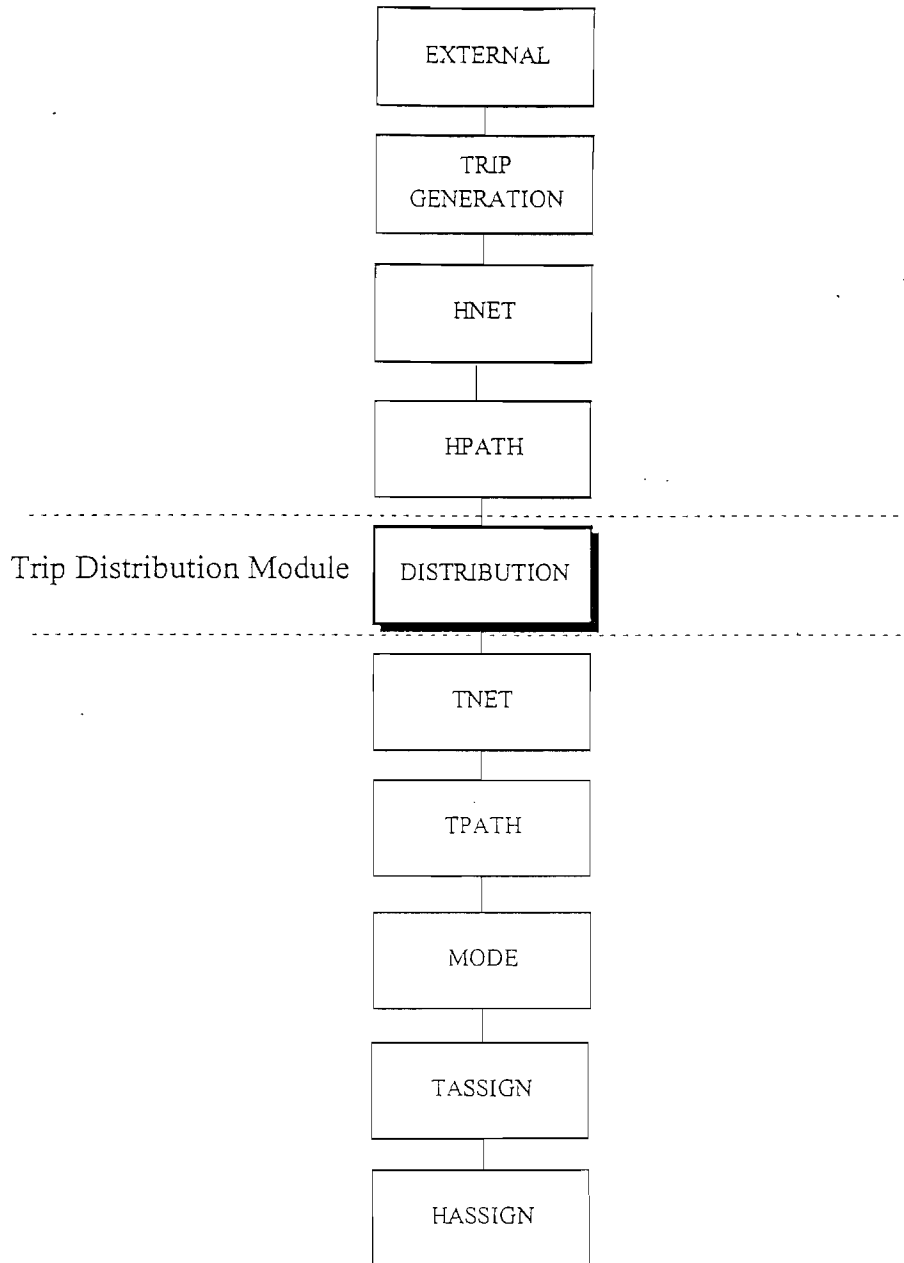 EXTERNAL
TRIP
GENERATION
HNET
HPATH
Trip Distribution Module
DISTRIBUTION
TNET
TPATH
MODE
TASSIGN
HASSIGN